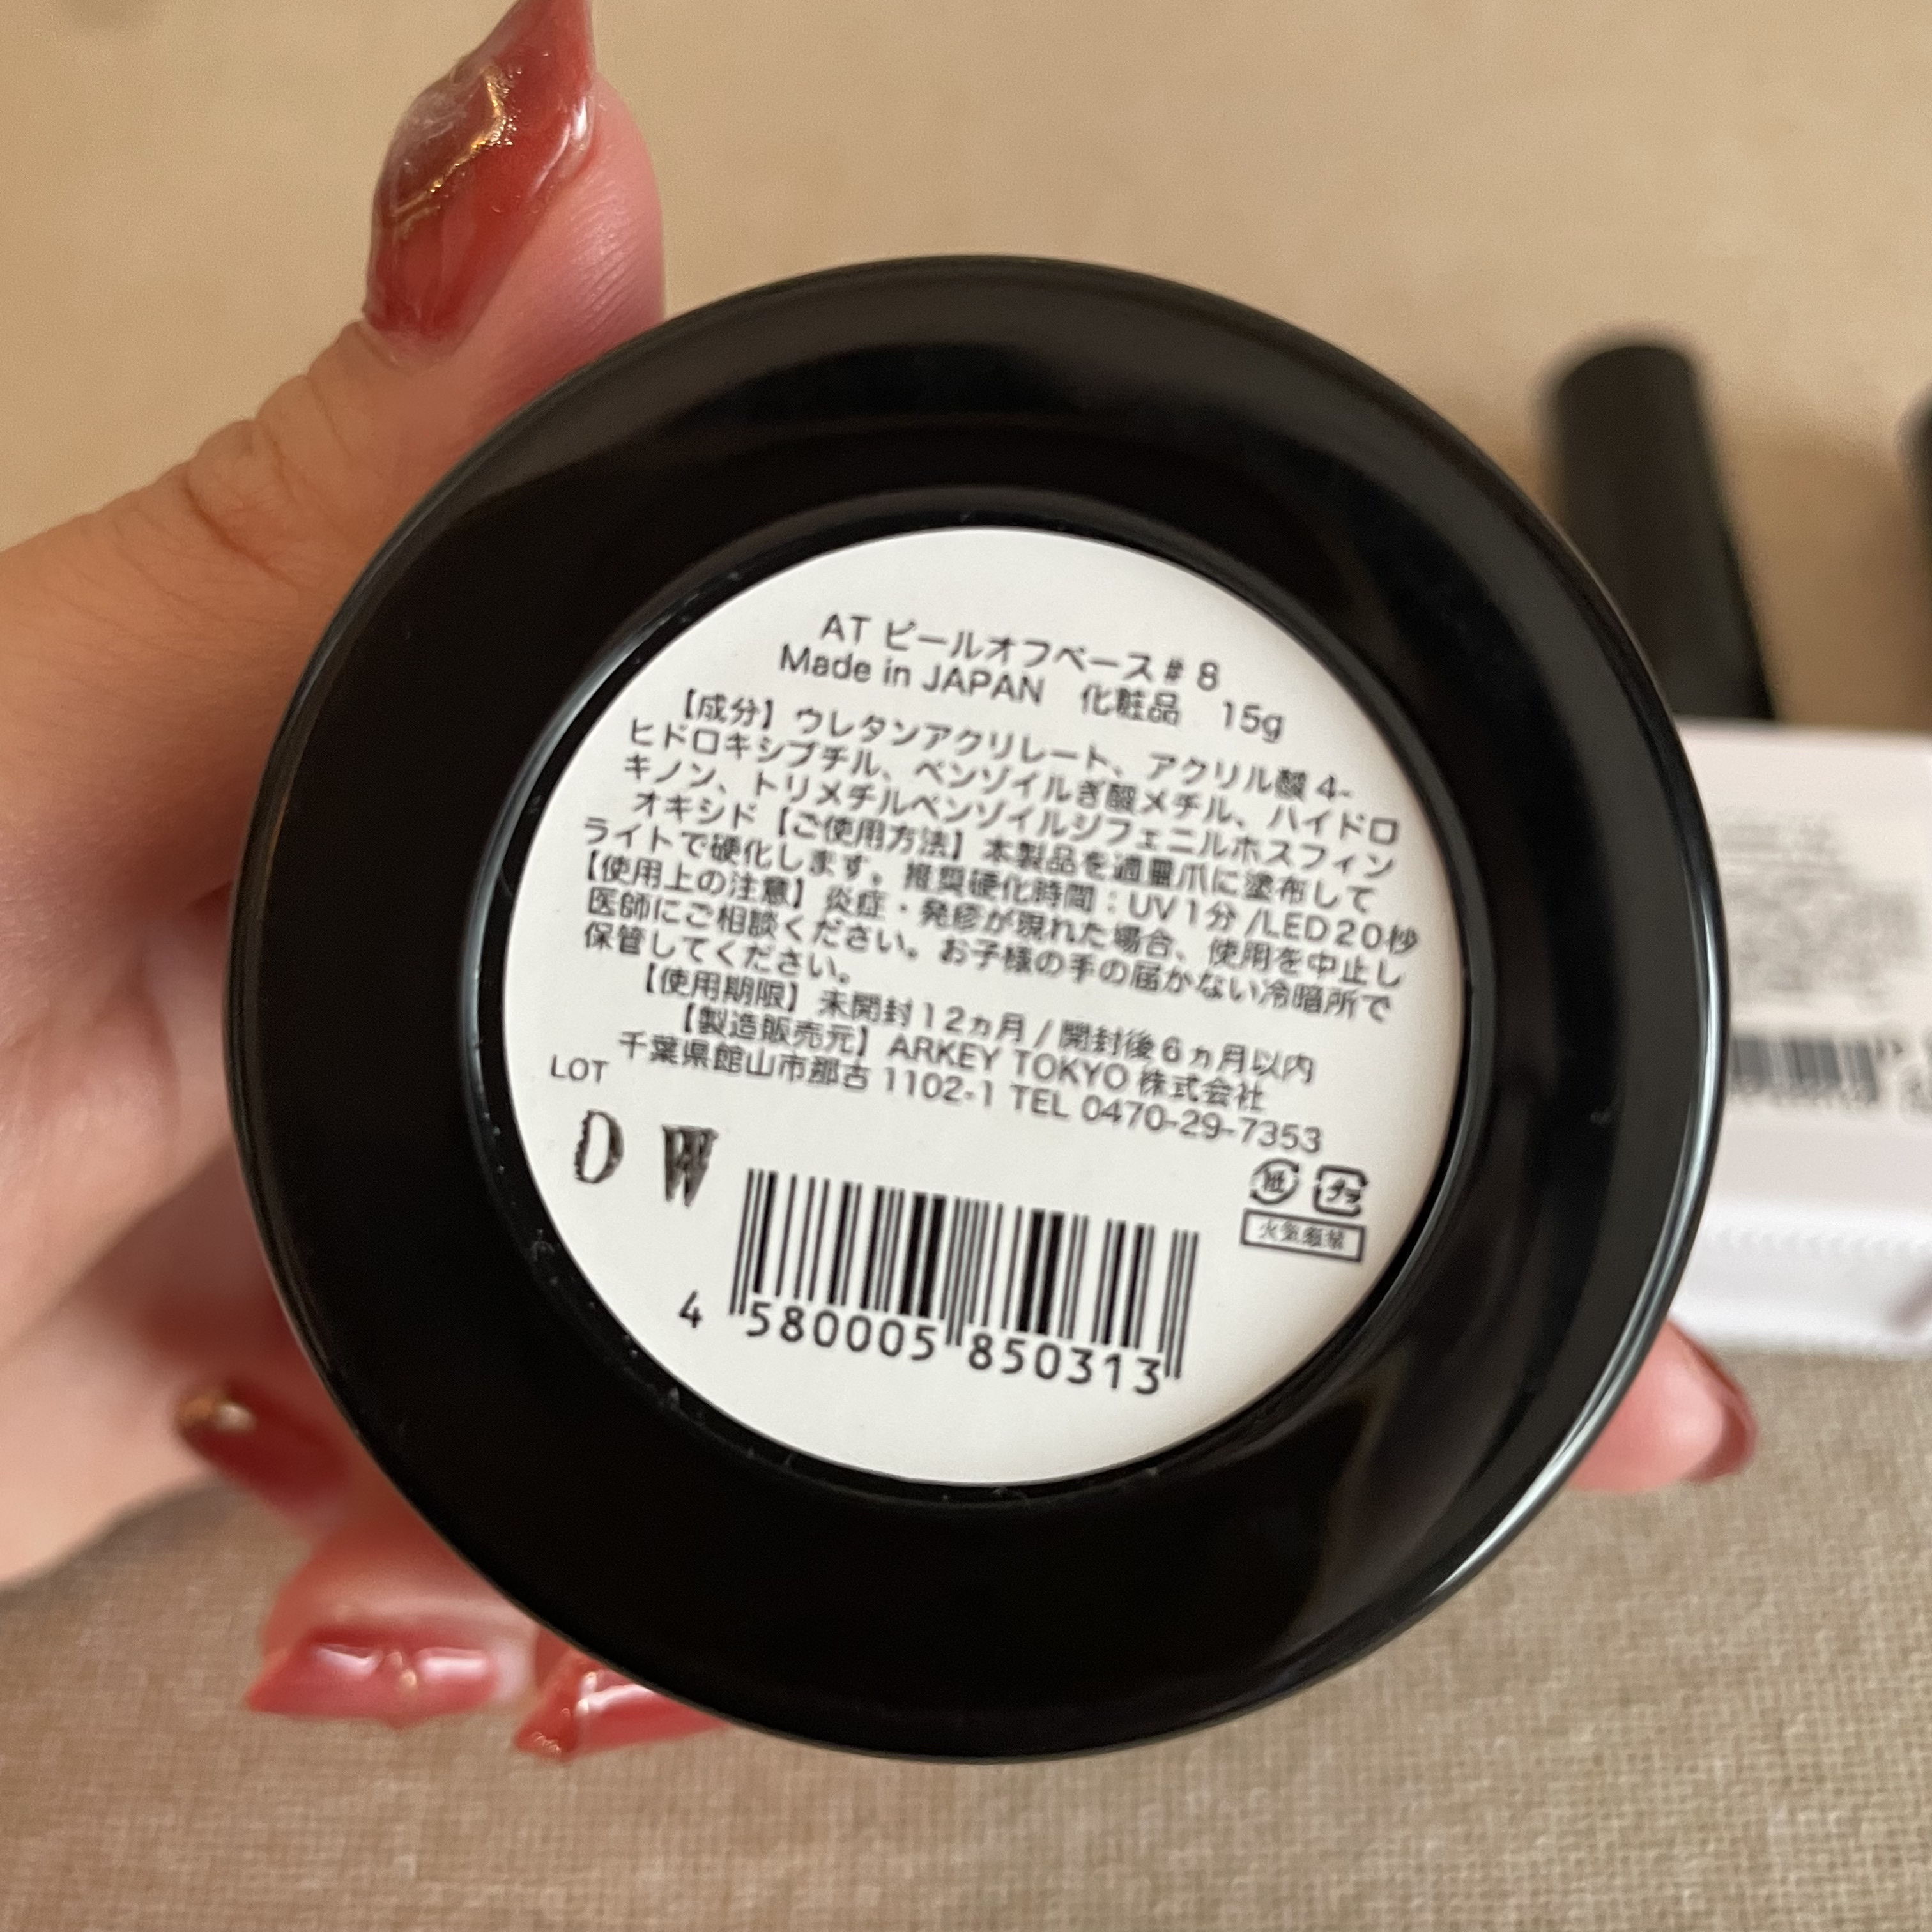 AT ピールオフベース#8
Made in JAPAN 化粧品 15g
【成分】ウレタンアクリレート、アクリル酸 4-
ヒドロキシブチル、ベンゾイルぎ酸メチル、ハイドロ
キノン、トリメチルベンゾイルジフェニルホスフィン
オキシド【ご使用方法】本製品を適量爪に塗布して
ライトで硬化します。推奨硬化時間：UV1分/LED20秒
【使用上の注意】炎症・発疹が現れた場合、使用を中止し
医師にご相談ください。お子様の手の届かない冷暗所で
保管してください。
【使用期限】未開封12ヵ月/開封後6ヵ月以内
【製造販売元】ARKEY TOKYO 株式会社
千葉県館山市那古 1102-1 TEL 0470-29-7353
LOT
D W
紙 プラ
火気厳禁
4 580005 850313